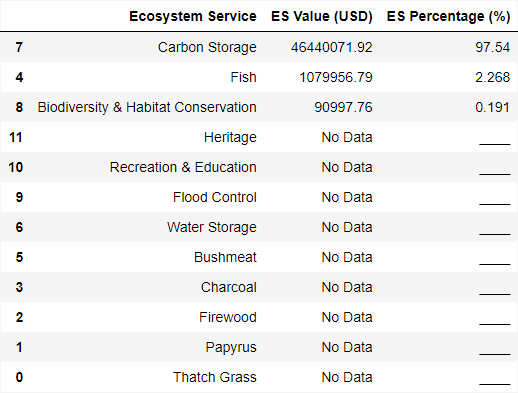 Ecosystem Service ES Value (USD) ES Percentage (%)
7 Carbon Storage 46440071.92 97.54
4 Fish 1079956.79 2.268
8 Biodiversity & Habitat Conservation 90997.76 0.191
11 Heritage No Data ____
10 Recreation & Education No Data ____
9 Flood Control No Data ____
6 Water Storage No Data ____
5 Bushmeat No Data ____
3 Charcoal No Data ____
2 Firewood No Data ____
1 Papyrus No Data ____
0 Thatch Grass No Data ____